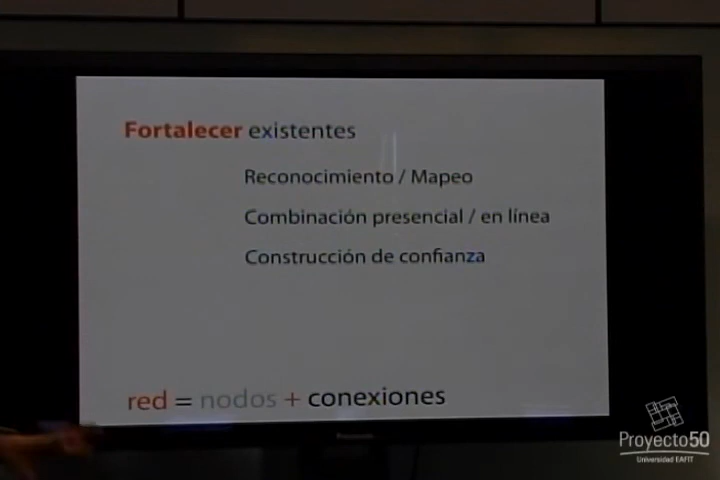 Fortalecer existentes
Reconocimiento / Mapeo
Combinación presencial / en línea
Construcción de confianza
red = nodos + conexiones
Proyecto50
Universidad EAFIT